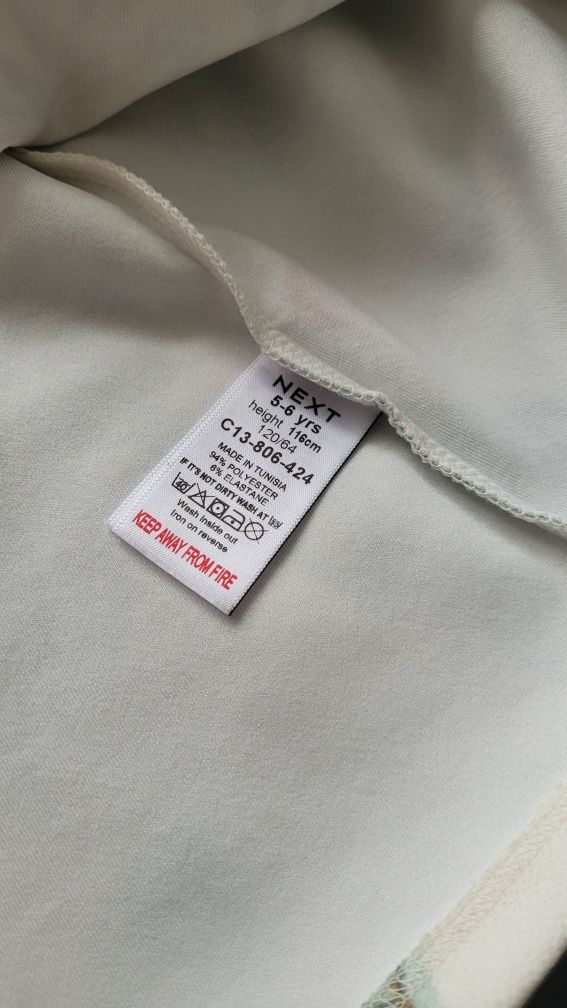 NEXT
5-6 yrs
height 116cm
120/64
C13-806-424
MADE IN TUNISIA
94% POLYESTER
6% ELASTANE
IF IT'S NOT DIRTY WASH AT
Wash inside out
Iron on reverse
KEEP AWAY FROM FIRE